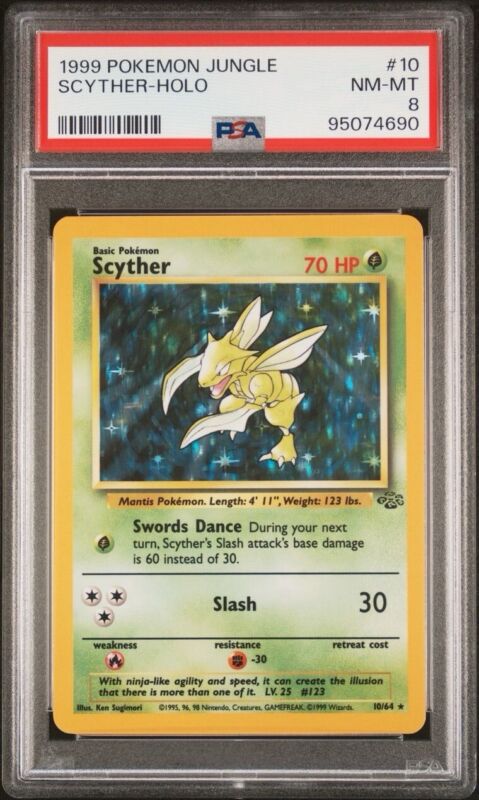 1999 POKEMON JUNGLE #10
SCYTHER-HOLO NM-MT
8
PSA 95074690
Basic Pokémon
Scyther 70 HP
Mantis Pokémon. Length: 4' 11", Weight: 123 lbs.
Swords Dance During your next
turn, Scyther's Slash attack's base damage
is 60 instead of 30.
Slash 30
weakness resistance retreat cost
-30
With ninja-like agility and speed, it can create the illusion
that there is more than one of it. LV. 25 #123
Illus. Ken Sugimori ©1995, 96, 98 Nintendo, Creatures, GAMEFREAK. ©1999 Wizards. 10/64 ★
PSA